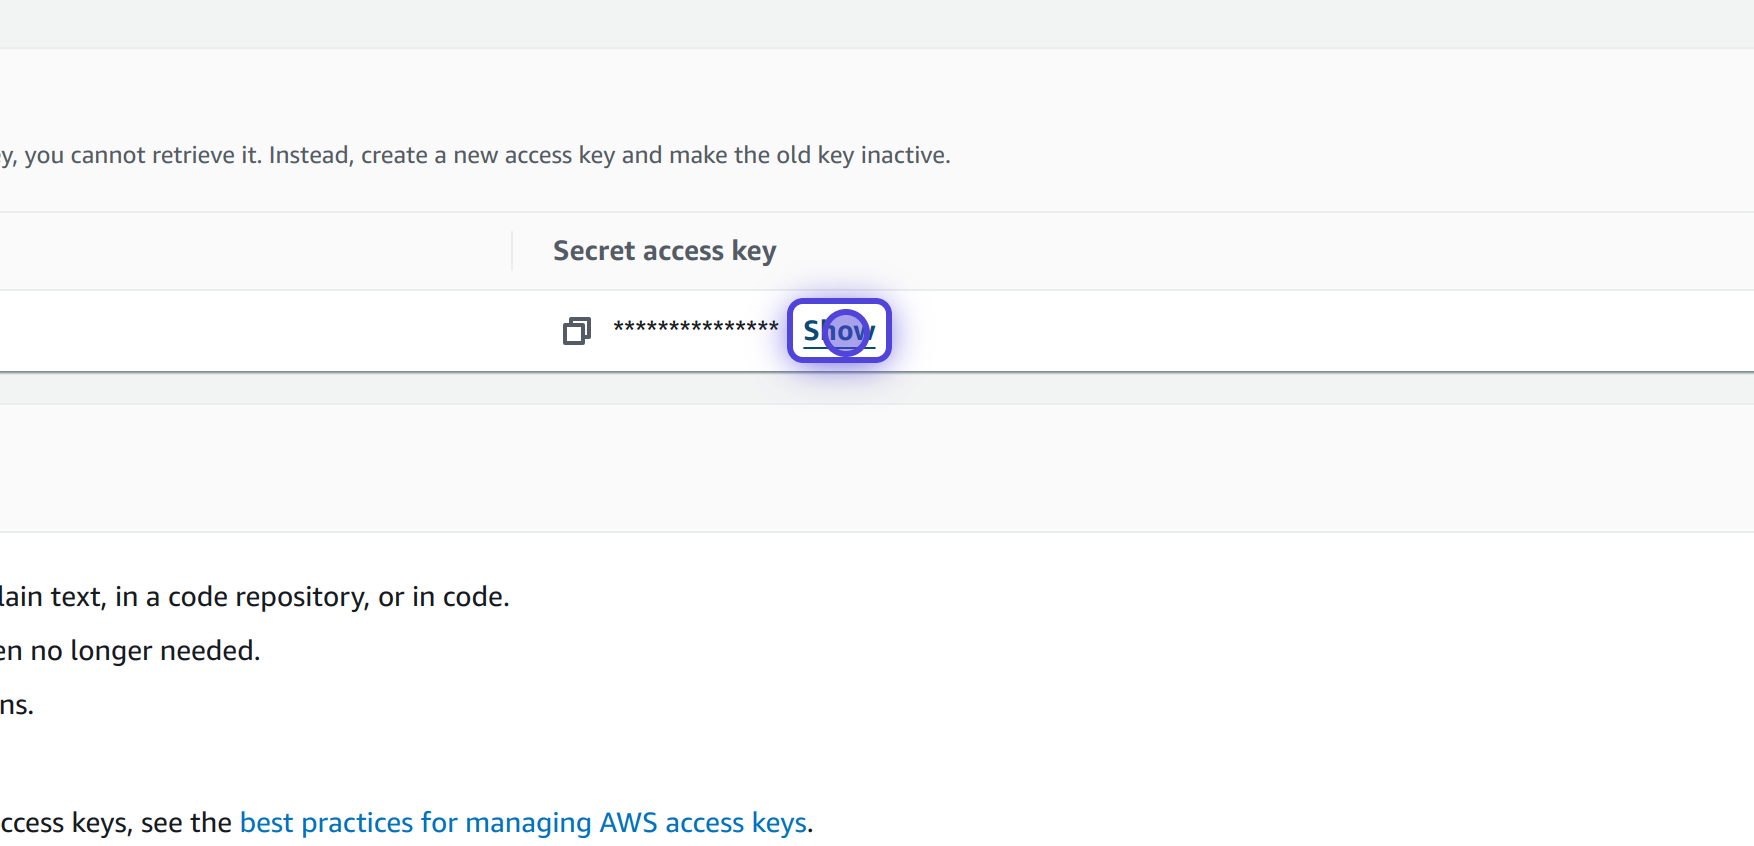 y, you cannot retrieve it. Instead, create a new access key and make the old key inactive.
Secret access key
*************** Show
lain text, in a code repository, or in code.
en no longer needed.
ns.
ccess keys, see the best practices for managing AWS access keys.